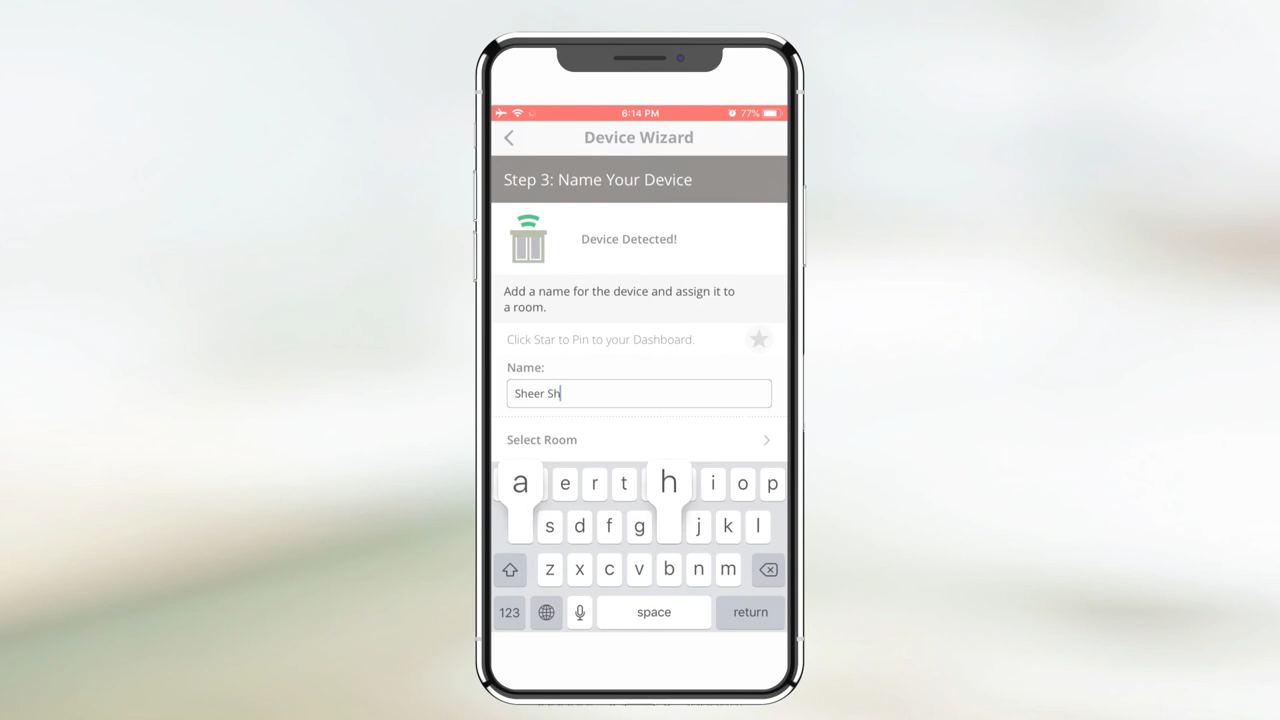 6:14 PM
77%
Device Wizard
Step 3: Name Your Device
Device Detected!
Add a name for the device and assign it to
a room.
Click Star to Pin to your Dashboard.
Name:
Sheer Sh
Select Room
a e r t h i o p
s d f g j k l
z x c v b n m
123 space return